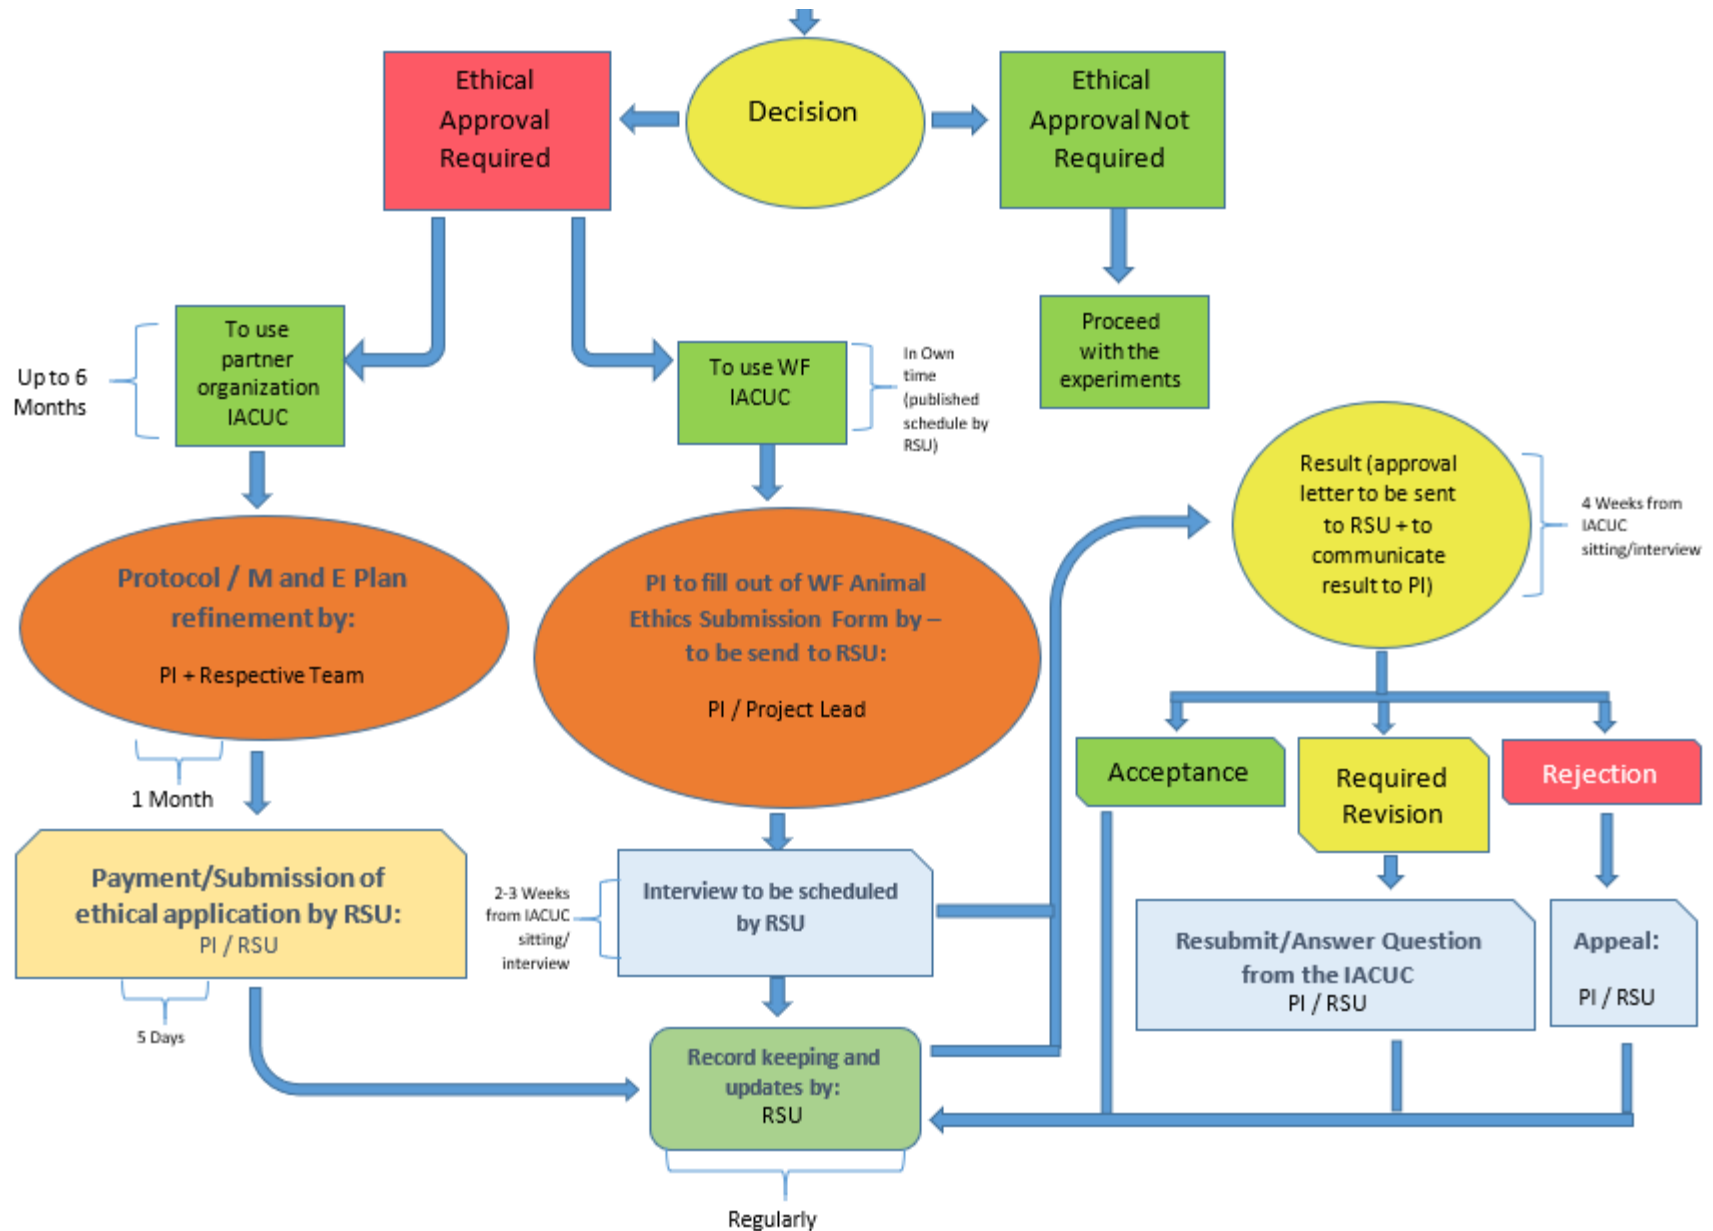 Decision
Ethical
Approval
Required
Ethical
Approval Not
Required
Up to 6
Months
To use
partner
organization
IACUC
To use WF
IACUC
In Own
time
(published
schedule by
RSU)
Proceed
with the
experiments
Protocol / M and E Plan
refinement by:
PI + Respective Team
1 Month
PI to fill out of WF Animal
Ethics Submission Form by –
to be send to RSU:
PI / Project Lead
Result (approval
letter to be sent
to RSU + to
communicate
result to PI)
4 Weeks from
IACUC
sitting/interview
Acceptance
Required
Revision
Rejection
Payment/Submission of
ethical application by RSU:
PI / RSU
5 Days
2-3 Weeks
from IACUC
sitting/
interview
Interview to be scheduled
by RSU
Resubmit/Answer Question
from the IACUC
PI / RSU
Appeal:
PI / RSU
Record keeping and
updates by:
RSU
Regularly